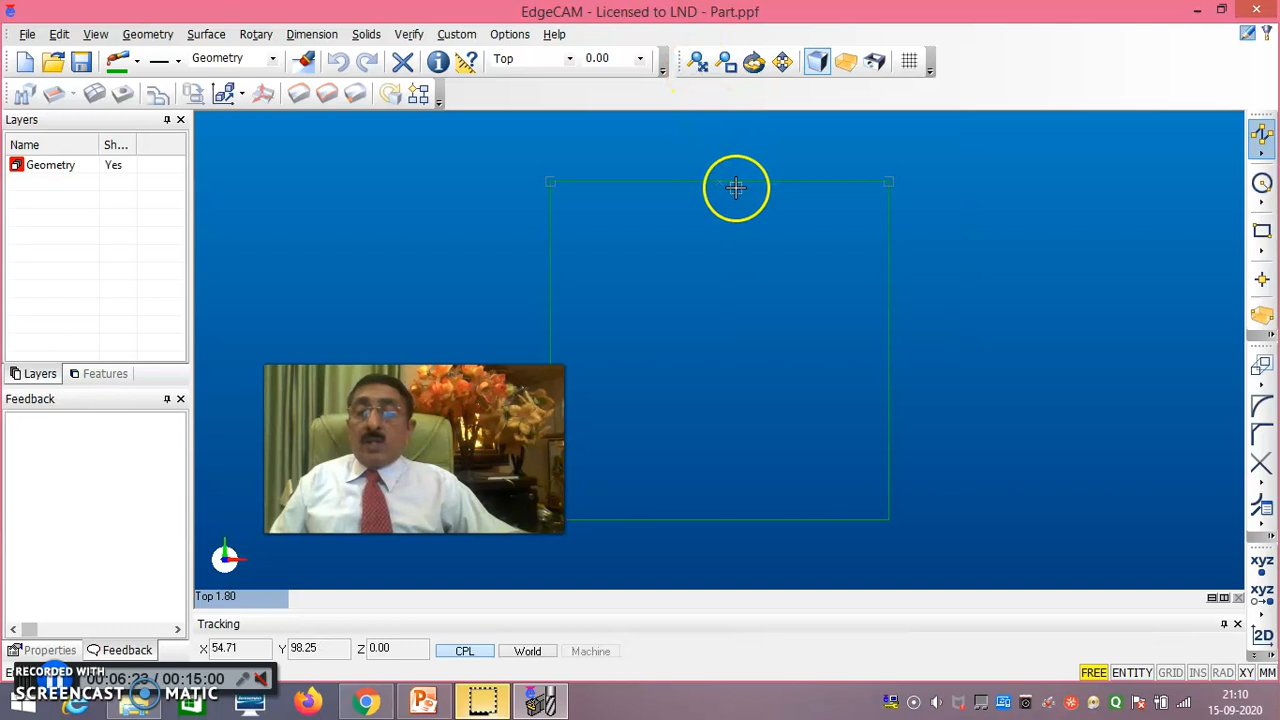 EdgeCAM - Licensed to LND - Part.ppf
File Edit View Geometry Surface Rotary Dimension Solids Verify Custom Options Help
Geometry Top 0.00
Layers
Name Sh...
Geometry Yes
Layers Features
Feedback
Top 1.80
Tracking
X 54.71 Y 98.25 Z 0.00 CPL World Machine
Properties Feedback
xyz
xyz
2D
FREE ENTITY GRID INS RAD XY MM
RECORDED WITH
SCREENCAST MATIC
00:06:23 / 00:15:00
21:10
15-09-2020